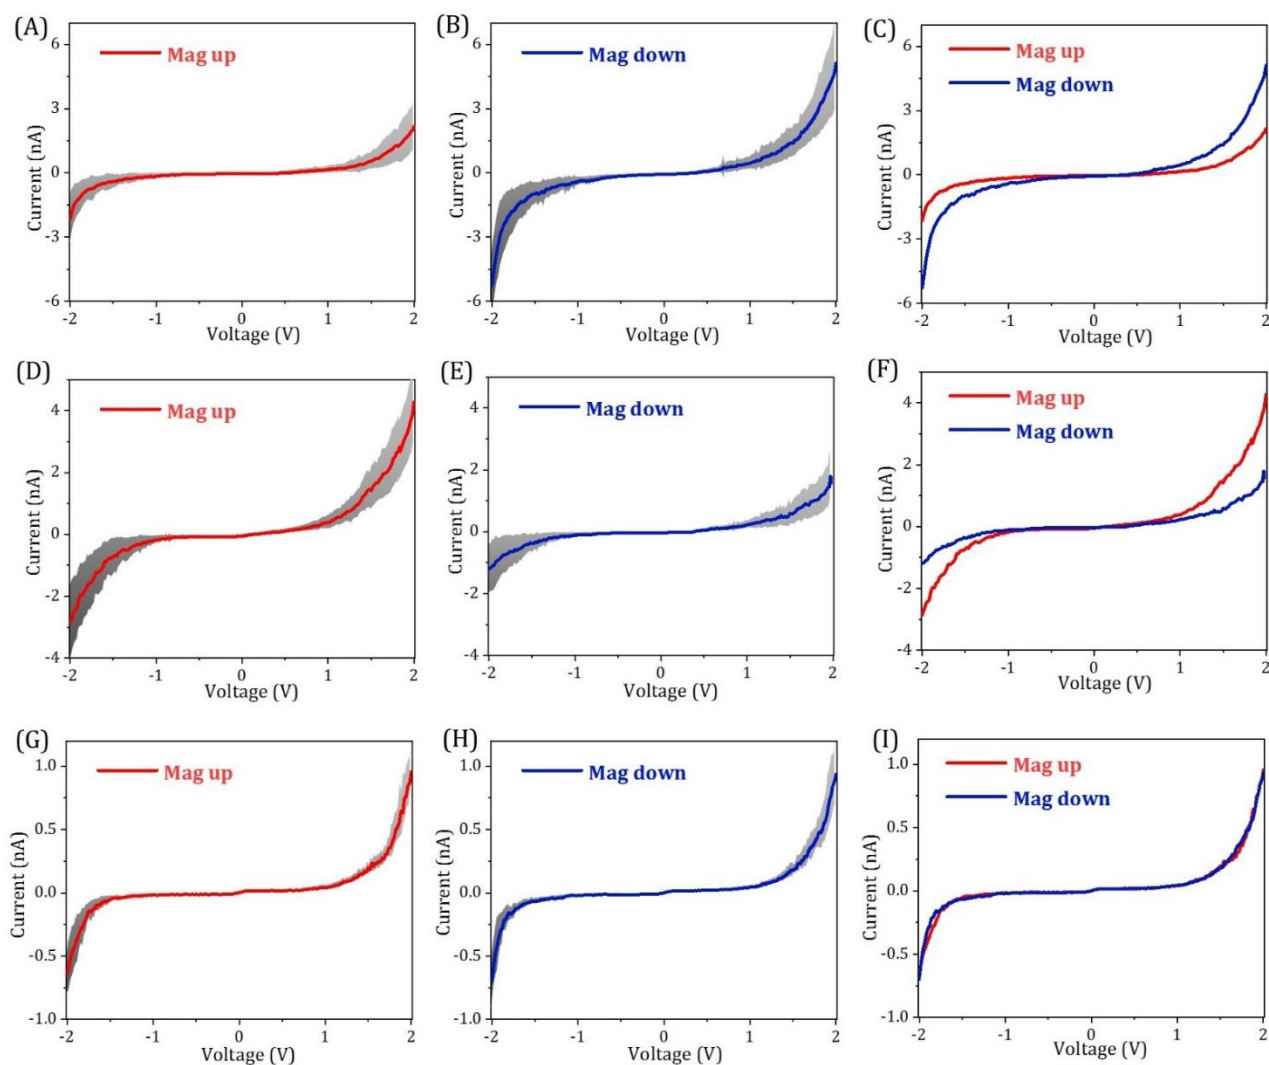 (A)
Mag up
6
3
0
-3
-6
Current (nA)
-2 -1 0 1 2
Voltage (V)
(B)
Mag down
6
3
0
-3
-6
Current (nA)
-2 -1 0 1 2
Voltage (V)
(C)
Mag up
Mag down
6
3
0
-3
-6
Current (nA)
-2 -1 0 1 2
Voltage (V)
(D)
Mag up
4
2
0
-2
-4
Current (nA)
-2 -1 0 1 2
Voltage (V)
(E)
Mag down
4
2
0
-2
-4
Current (nA)
-2 -1 0 1 2
Voltage (V)
(F)
Mag up
Mag down
4
2
0
-2
-4
Current (nA)
-2 -1 0 1 2
Voltage (V)
(G)
Mag up
1.0
0.5
0.0
-0.5
-1.0
Current (nA)
-2 -1 0 1 2
Voltage (V)
(H)
Mag down
1.0
0.5
0.0
-0.5
-1.0
Current (nA)
-2 -1 0 1 2
Voltage (V)
(I)
Mag up
Mag down
1.0
0.5
0.0
-0.5
-1.0
Current (nA)
-2 -1 0 1 2
Voltage (V)